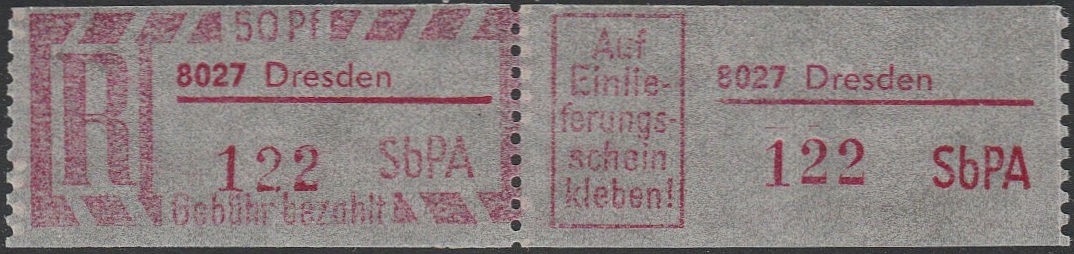 50 Pf
R
8027 Dresden
122 SbPA
Gebühr bezahlt
Auf
Einlie-
ferungs-
schein
kleben!
8027 Dresden
122 SbPA